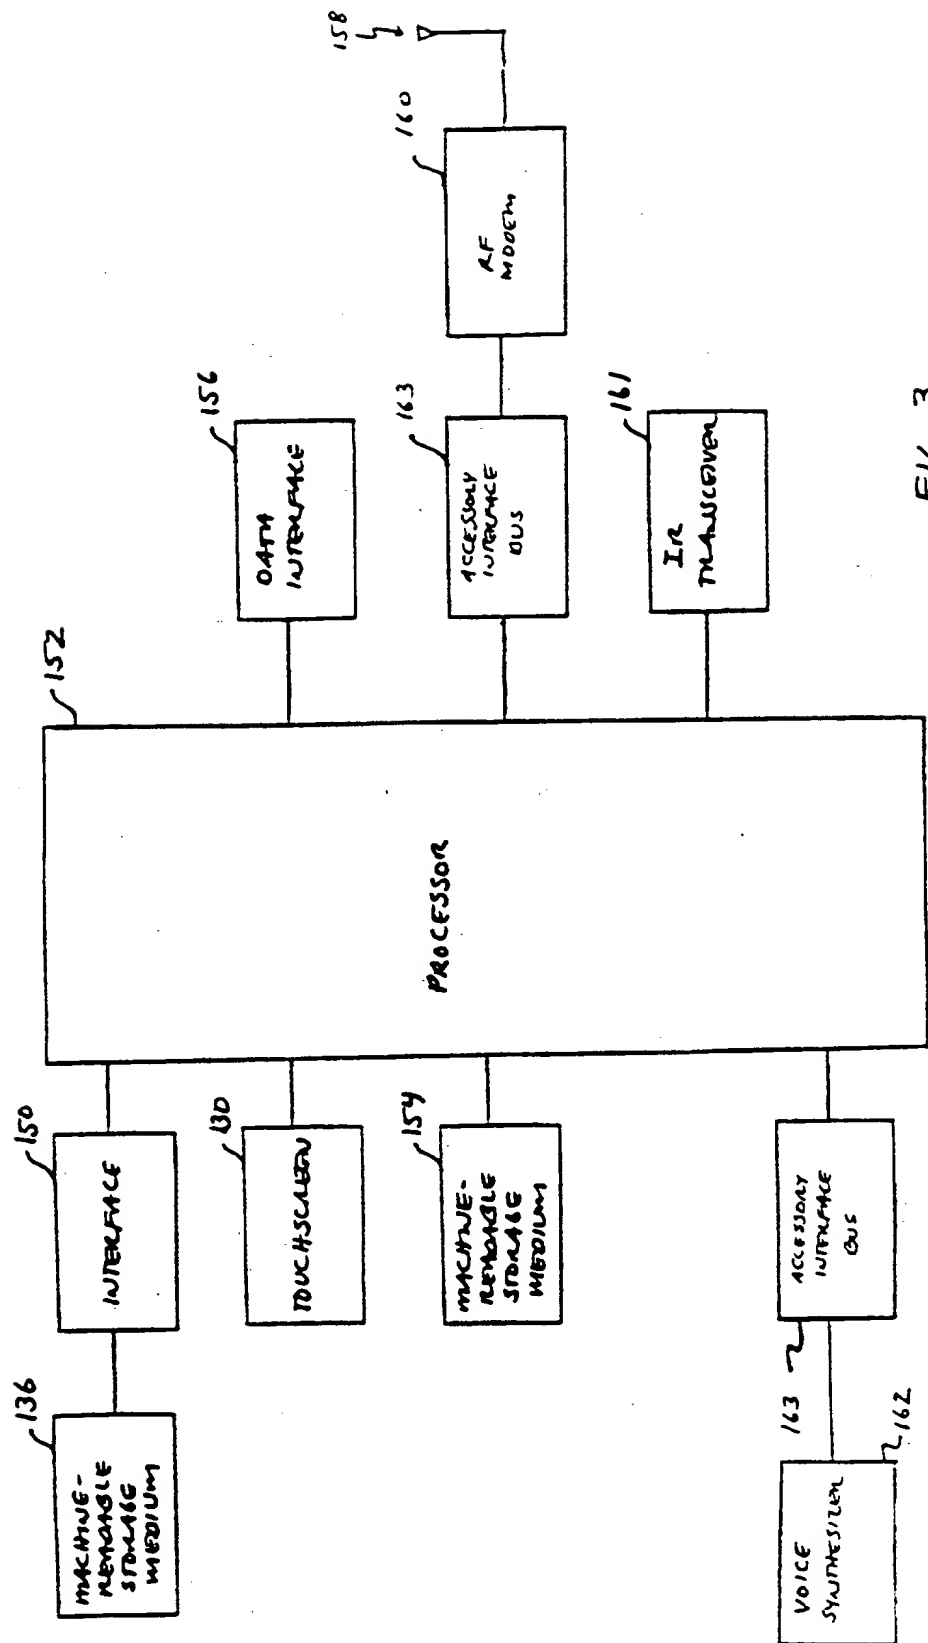 136
MACHINE-
READABLE
STORAGE
MEDIUM
150
INTERFACE
130
TOUCHSCREEN
154
MACHINE-
READABLE
STORAGE
MEDIUM
VOICE
SYNTHESIZER
162
163
ACCESSORY
INTERFACE
BUS
152
PROCESSOR
156
DATA
INTERFACE
163
ACCESSORY
INTERFACE
BUS
161
IR
TRANSCEIVER
160
RF
MODEM
158